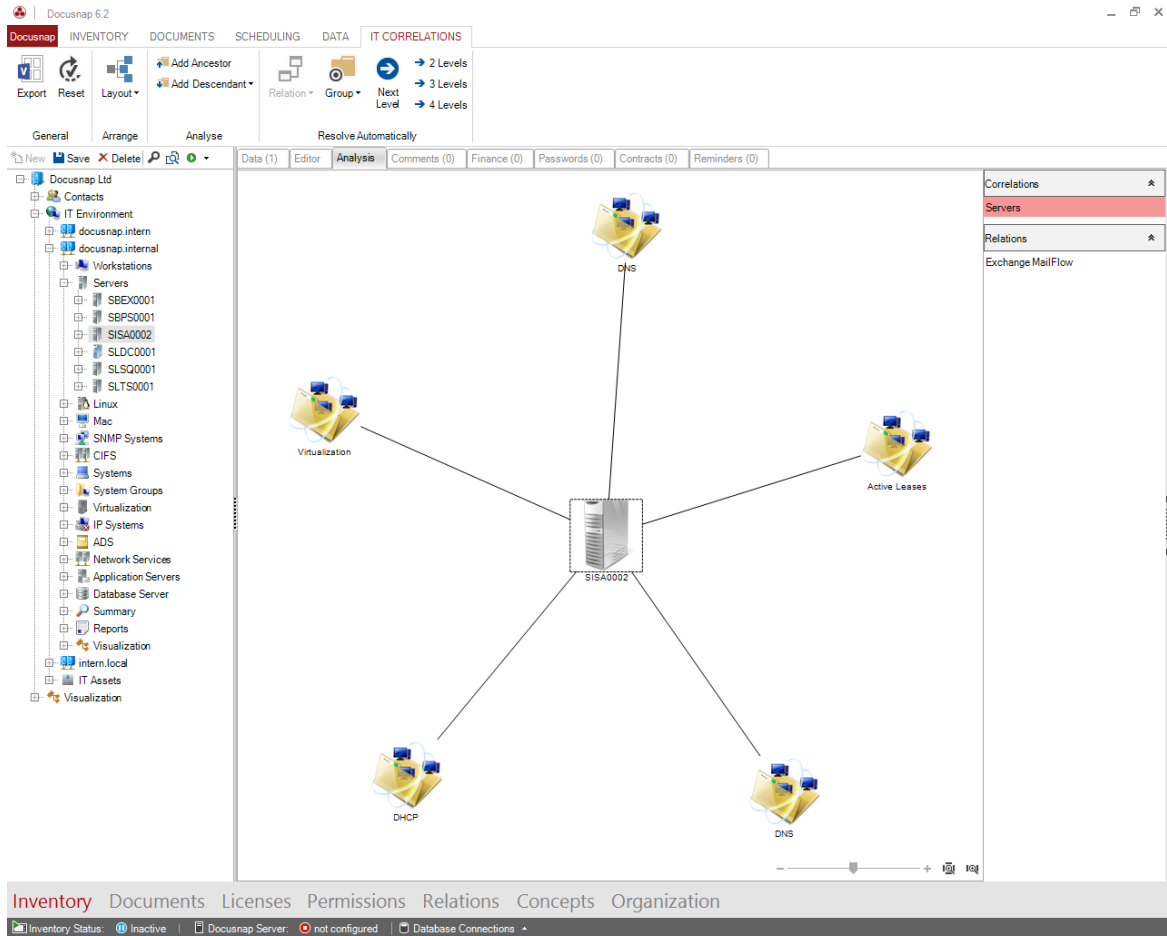 Docusnap 6.2
Docusnap INVENTORY DOCUMENTS SCHEDULING DATA IT CORRELATIONS
Export Reset Layout Add Ancestor Add Descendant Relation Group Next Level 2 Levels 3 Levels 4 Levels
General Arrange Analyse Resolve Automatically
New Save Delete
Data (1) Editor Analysis Comments (0) Finance (0) Passwords (0) Contracts (0) Reminders (0)
Docusnap Ltd
Contacts
IT Environment
docusnap.intern
docusnap.internal
Workstations
Servers
SBEX0001
SBPS0001
SISA0002
SLDC0001
SLSQ0001
SLTS0001
Linux
Mac
SNMP Systems
CIFS
Systems
System Groups
Virtualization
IP Systems
ADS
Network Services
Application Servers
Database Server
Summary
Reports
Visualization
intern.local
IT Assets
Visualization
DNS
Virtualization
Active Leases
SISA0002
DHCP
DNS
Correlations
Servers
Relations
Exchange MailFlow
Inventory Documents Licenses Permissions Relations Concepts Organization
Inventory Status: Inactive | Docusnap Server: not configured | Database Connections